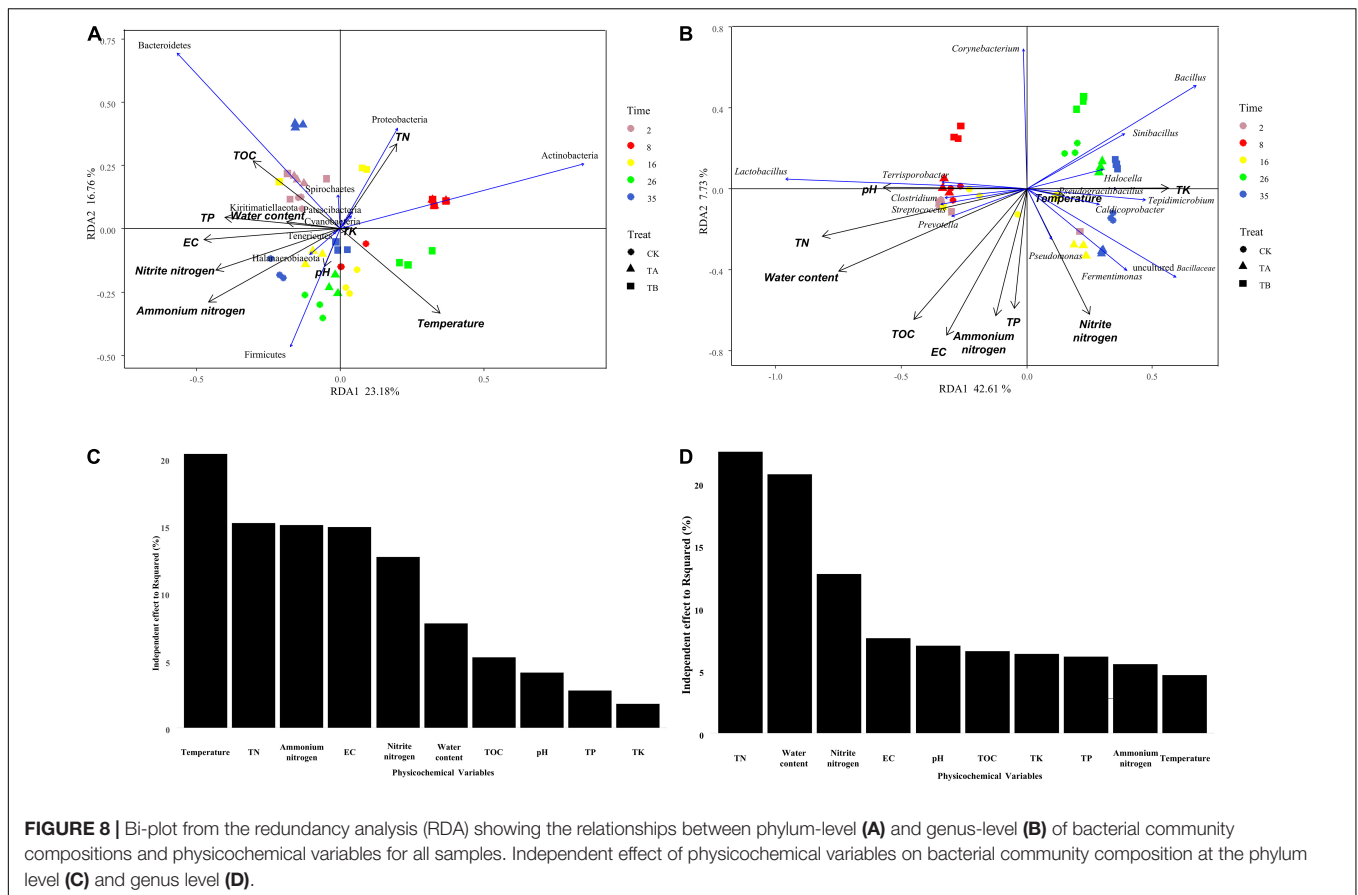 A
0.75
0.50
0.25
0.00
-0.25
-0.50
RDA2 16.76 %
-0.5
0.0
0.5
RDA1 23.18%
Bacteroidetes
Proteobacteria
TN
Actinobacteria
TOC
Spirochaetes
Kiritimatiellaeota
Patescibacteria
TP
Water content
Cyanobacteria
TK
EC
Tenericutes
Halanaerobiaeota
pH
Nitrite nitrogen
Ammonium nitrogen
Temperature
Firmicutes
Time
2
8
16
26
35
Treat
CK
TA
TB
B
7.8
0.4
0.0
-0.4
-0.8
RDA2 7.73 %
-1.0
-0.5
0.0
0.5
RDA1 42.61%
Corynebacterium
Bacillus
Sinibacillus
Lactobacillus
Terrisporobacter
Halocella
pH
Pseudogracilibacillus
TK
Clostridium
Temperature
Tepidimicrobium
Streptococcus
Caldicoprobacter
Prevotella
TN
Pseudomonas
Water content
uncultured Bacillaceae
Fermentimonas
TOC
TP
Nitrite
nitrogen
Ammonium
nitrogen
EC
Time
2
8
16
26
35
Treat
CK
TA
TB
C
20
15
10
5
0
Independent effect to Rsquared (%)
Temperature
TN
Ammonium
nitrogen
EC
Nitrite
nitrogen
Water
content
TOC
pH
TP
TK
Physicochemical Variables
D
20
15
10
5
0
Independent effect to Rsquared (%)
TN
Water
content
Nitrite
nitrogen
EC
pH
TOC
TK
TP
Ammonium
nitrogen
Temperature
Physicochemical Variables
FIGURE 8 | Bi-plot from the redundancy analysis (RDA) showing the relationships between phylum-level (A) and genus-level (B) of bacterial community
compositions and physicochemical variables for all samples. Independent effect of physicochemical variables on bacterial community composition at the phylum
level (C) and genus level (D).